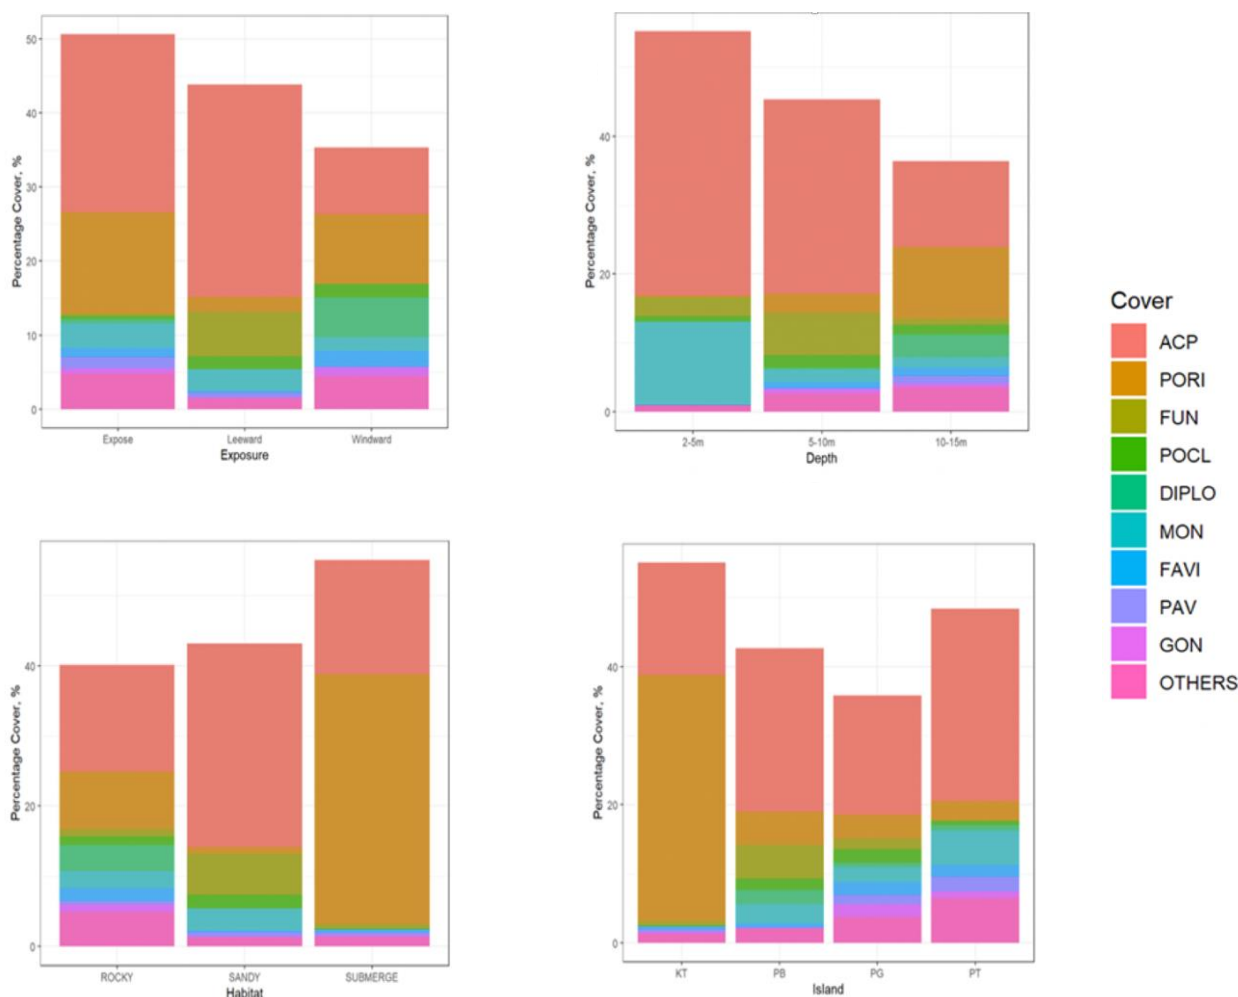 Percentage Cover, %
50
40
30
20
10
0
Expose Leeward Windward
Exposure
Percentage Cover, %
40
20
0
2-5m 5-10m 10-15m
Depth
Percentage Cover, %
40
20
0
ROCKY SANDY SUBMERGE
Habitat
Percentage Cover, %
40
20
0
KT PB PG PT
Island
Cover
ACP
PORI
FUN
POCL
DIPLO
MON
FAVI
PAV
GON
OTHERS